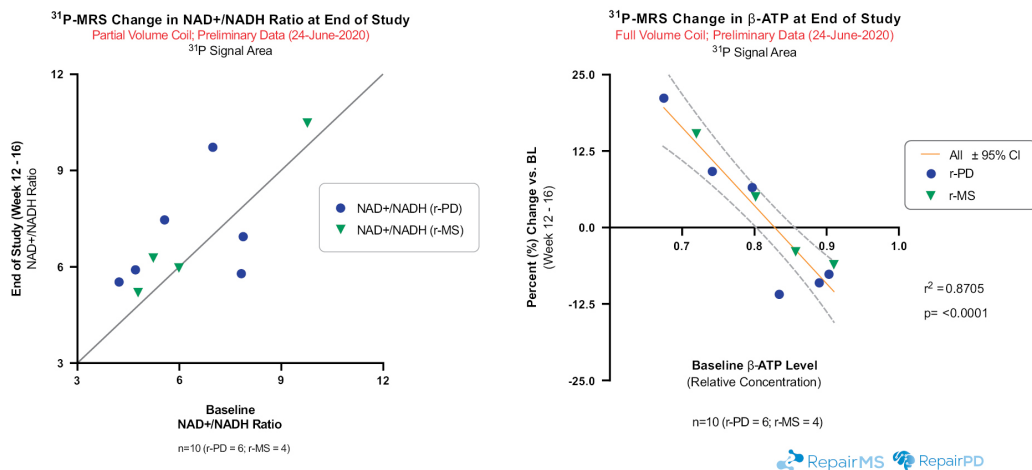 ³¹P-MRS Change in NAD+/NADH Ratio at End of Study
Partial Volume Coil; Preliminary Data (24-June-2020)
³¹P Signal Area
12
9
6
3
End of Study (Week 12 - 16)
NAD+/NADH Ratio
3
6
9
12
Baseline
NAD+/NADH Ratio
n=10 (r-PD = 6; r-MS = 4)
NAD+/NADH (r-PD)
NAD+/NADH (r-MS)
³¹P-MRS Change in β-ATP at End of Study
Full Volume Coil; Preliminary Data (24-June-2020)
³¹P Signal Area
25.0
12.5
0.0
-12.5
-25.0
Percent (%) Change vs. BL
(Week 12 - 16)
0.7
0.8
0.9
1.0
Baseline β-ATP Level
(Relative Concentration)
n=10 (r-PD = 6; r-MS = 4)
All ± 95% CI
r-PD
r-MS
r² = 0.8705
p= <0.0001
RepairMS
RepairPD